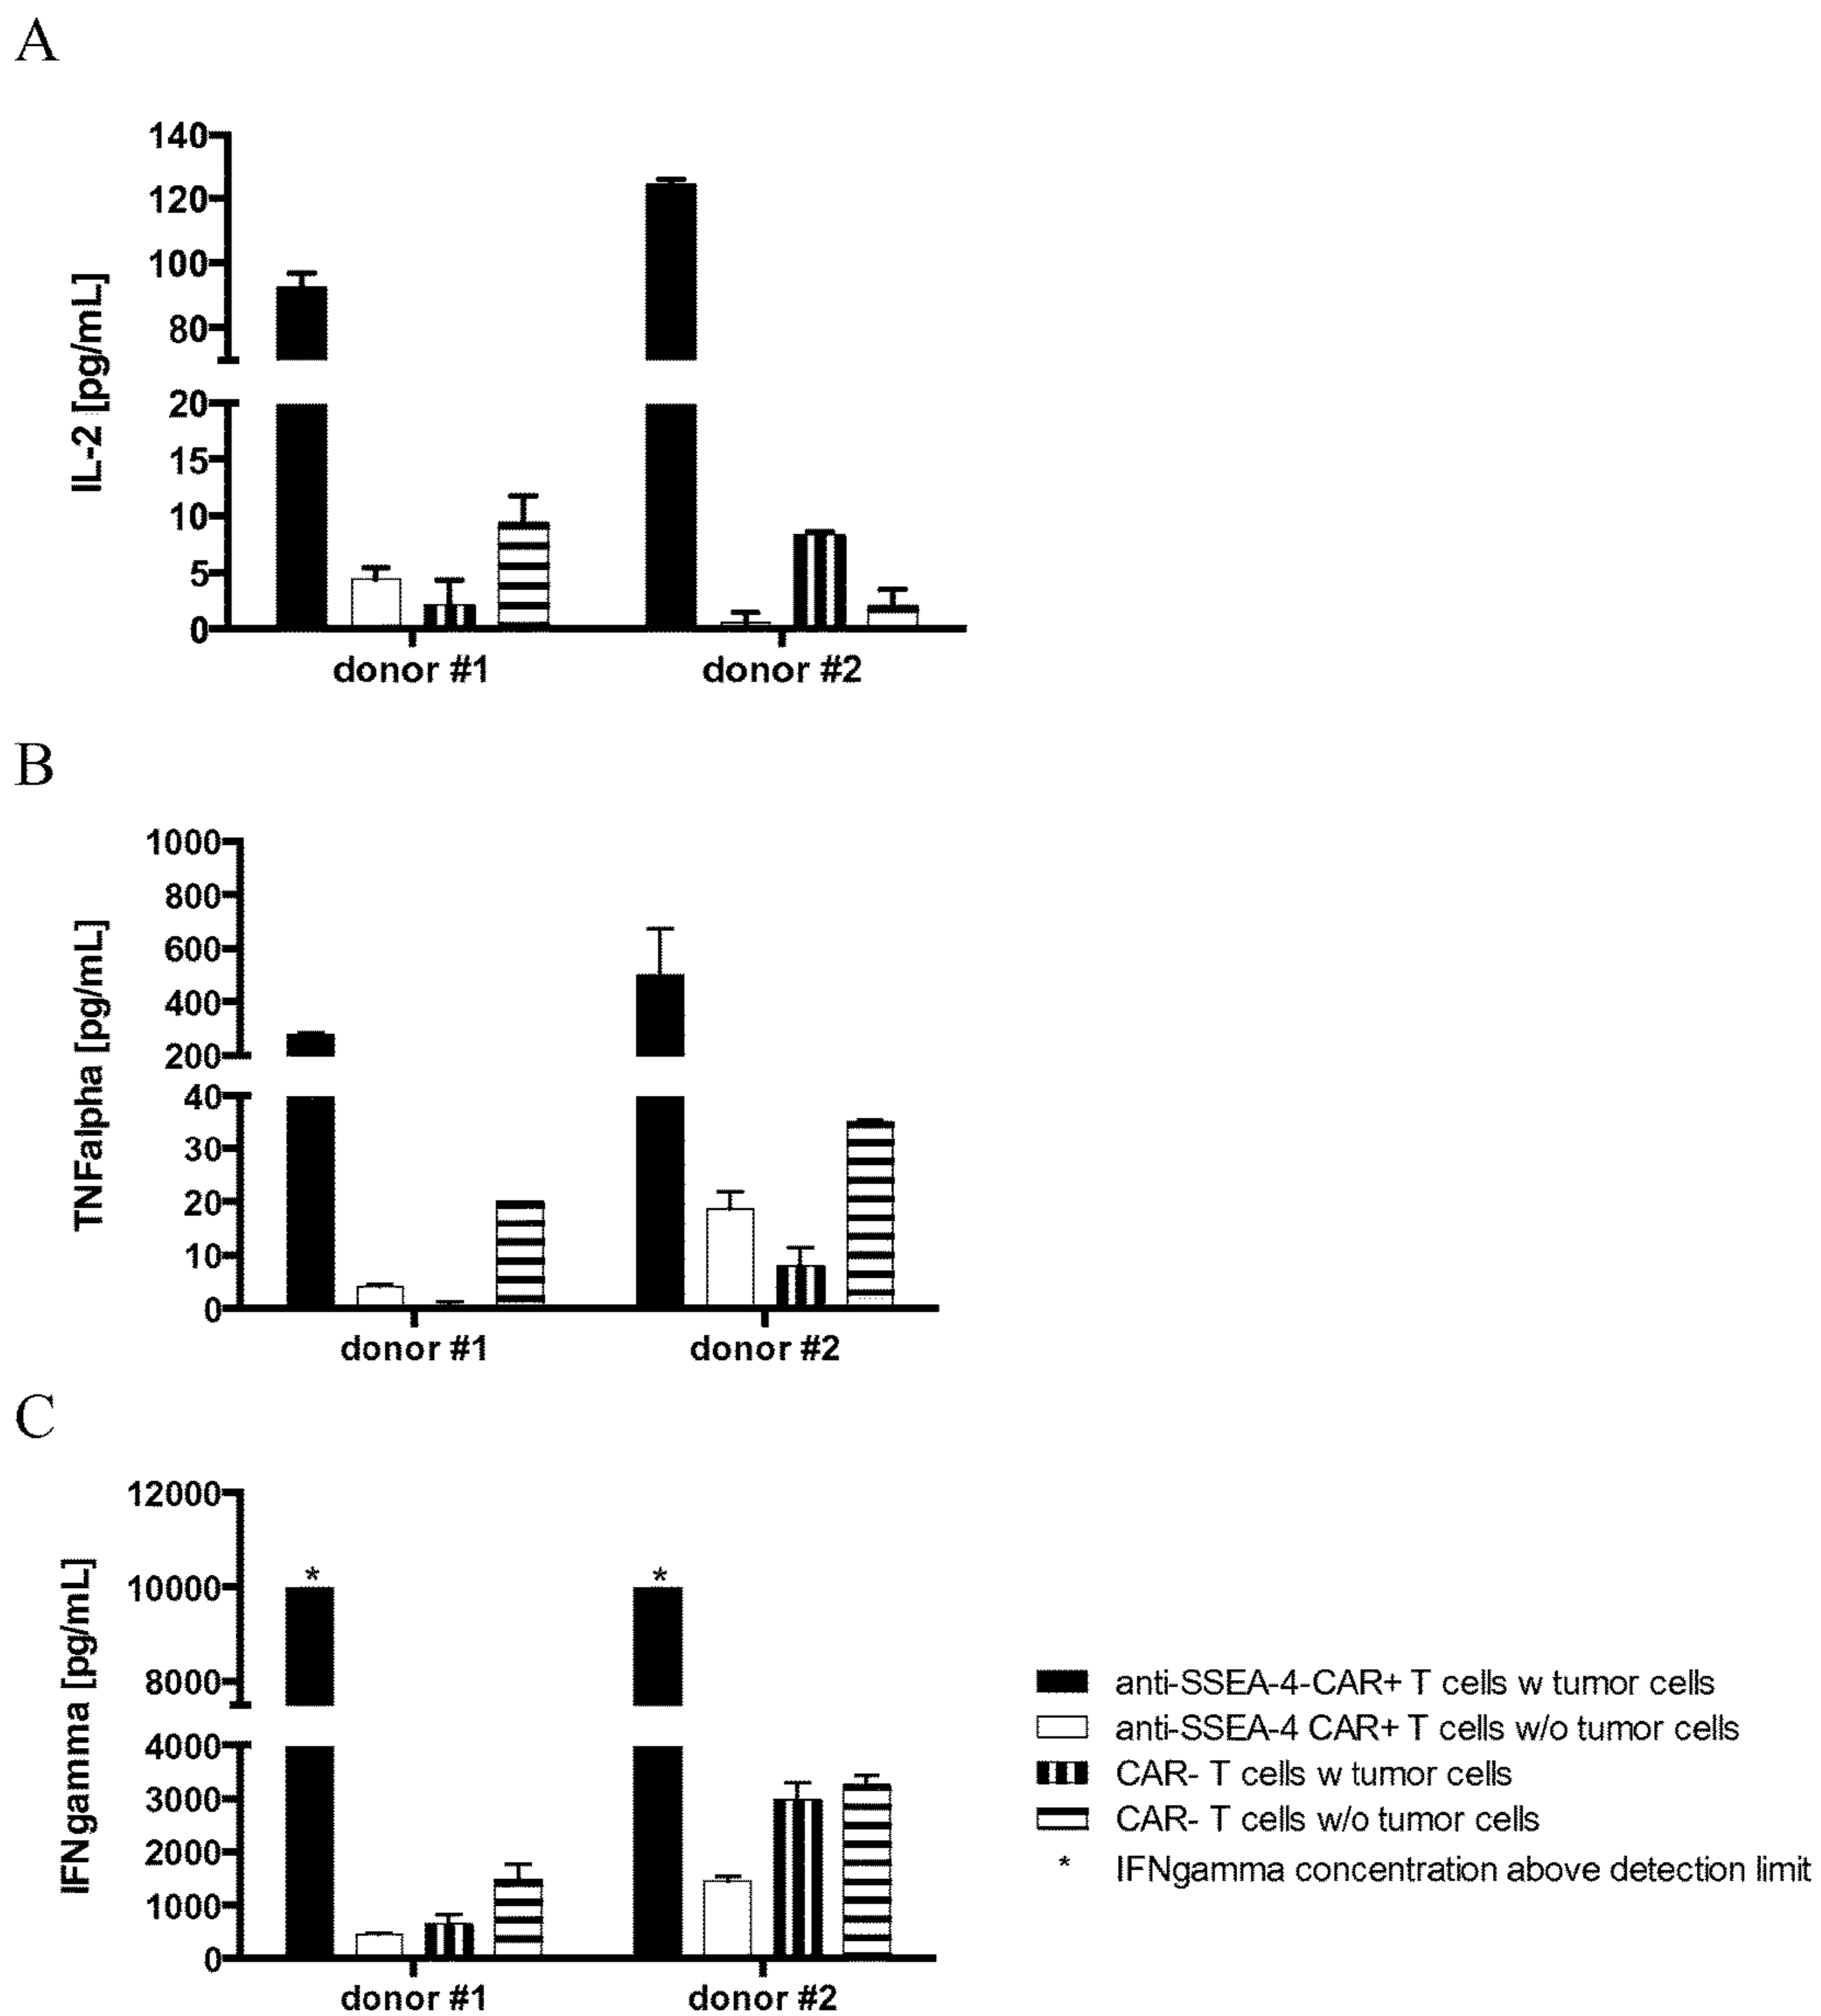 A
IL-2 [pg/mL]
140
120
100
80
20
15
10
5
0
donor #1
donor #2
B
TNFalpha [pg/mL]
1000
800
600
400
200
40
30
20
10
0
donor #1
donor #2
C
IFNgamma [pg/mL]
12000
10000
8000
4000
3000
2000
1000
0
*
*
donor #1
donor #2
anti-SSEA-4-CAR+ T cells w tumor cells
anti-SSEA-4 CAR+ T cells w/o tumor cells
CAR- T cells w tumor cells
CAR- T cells w/o tumor cells
* IFNgamma concentration above detection limit